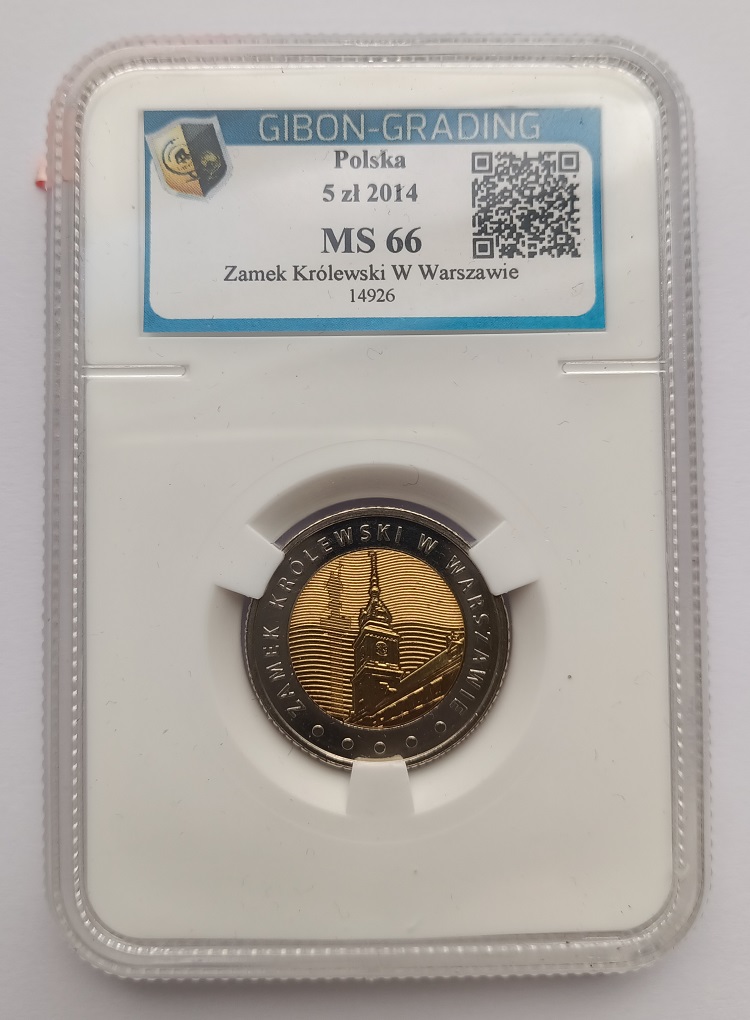 GIBON-GRADING
Polska
5 zł 2014
MS 66
Zamek Królewski W Warszawie
14926
ZAMEK KRÓLEWSKI W WARSZAWIE